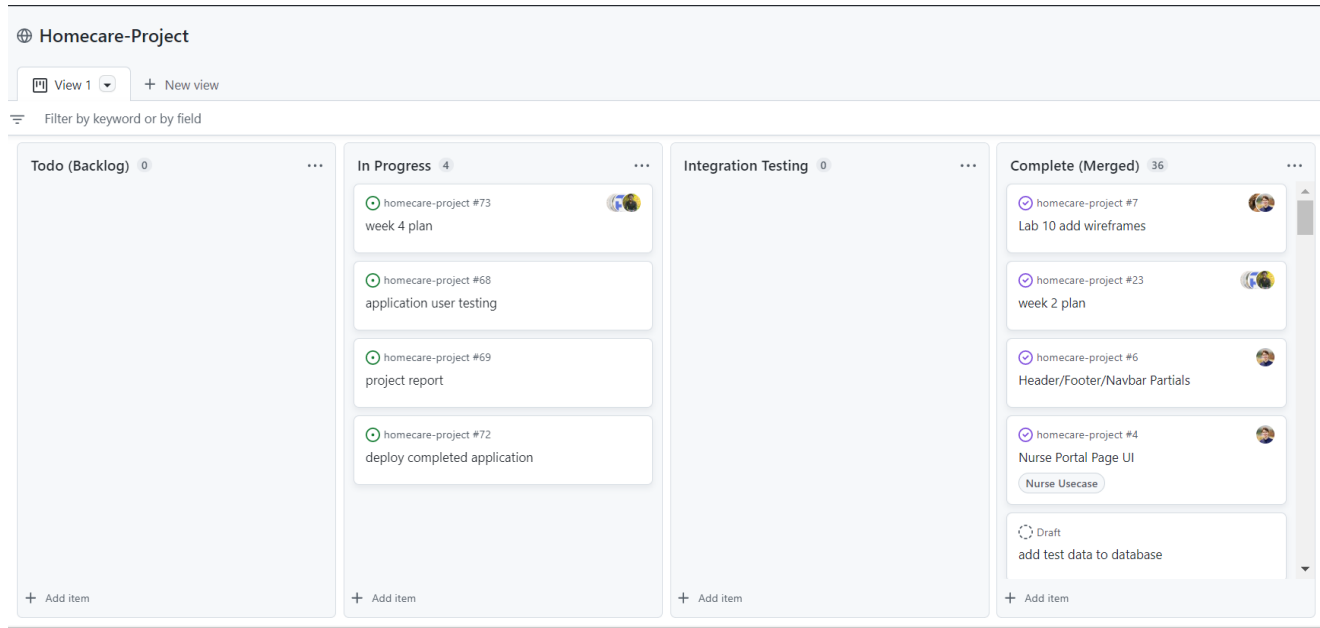 Homecare-Project
View 1
New view
Filter by keyword or by field
Todo (Backlog) 0
Add item
In Progress 4
homecare-project #73
week 4 plan
homecare-project #68
application user testing
homecare-project #69
project report
homecare-project #72
deploy completed application
Add item
Integration Testing 0
Add item
Complete (Merged) 36
homecare-project #7
Lab 10 add wireframes
homecare-project #23
week 2 plan
homecare-project #6
Header/Footer/Navbar Partials
homecare-project #4
Nurse Portal Page UI
Nurse Usecase
Draft
add test data to database
Add item